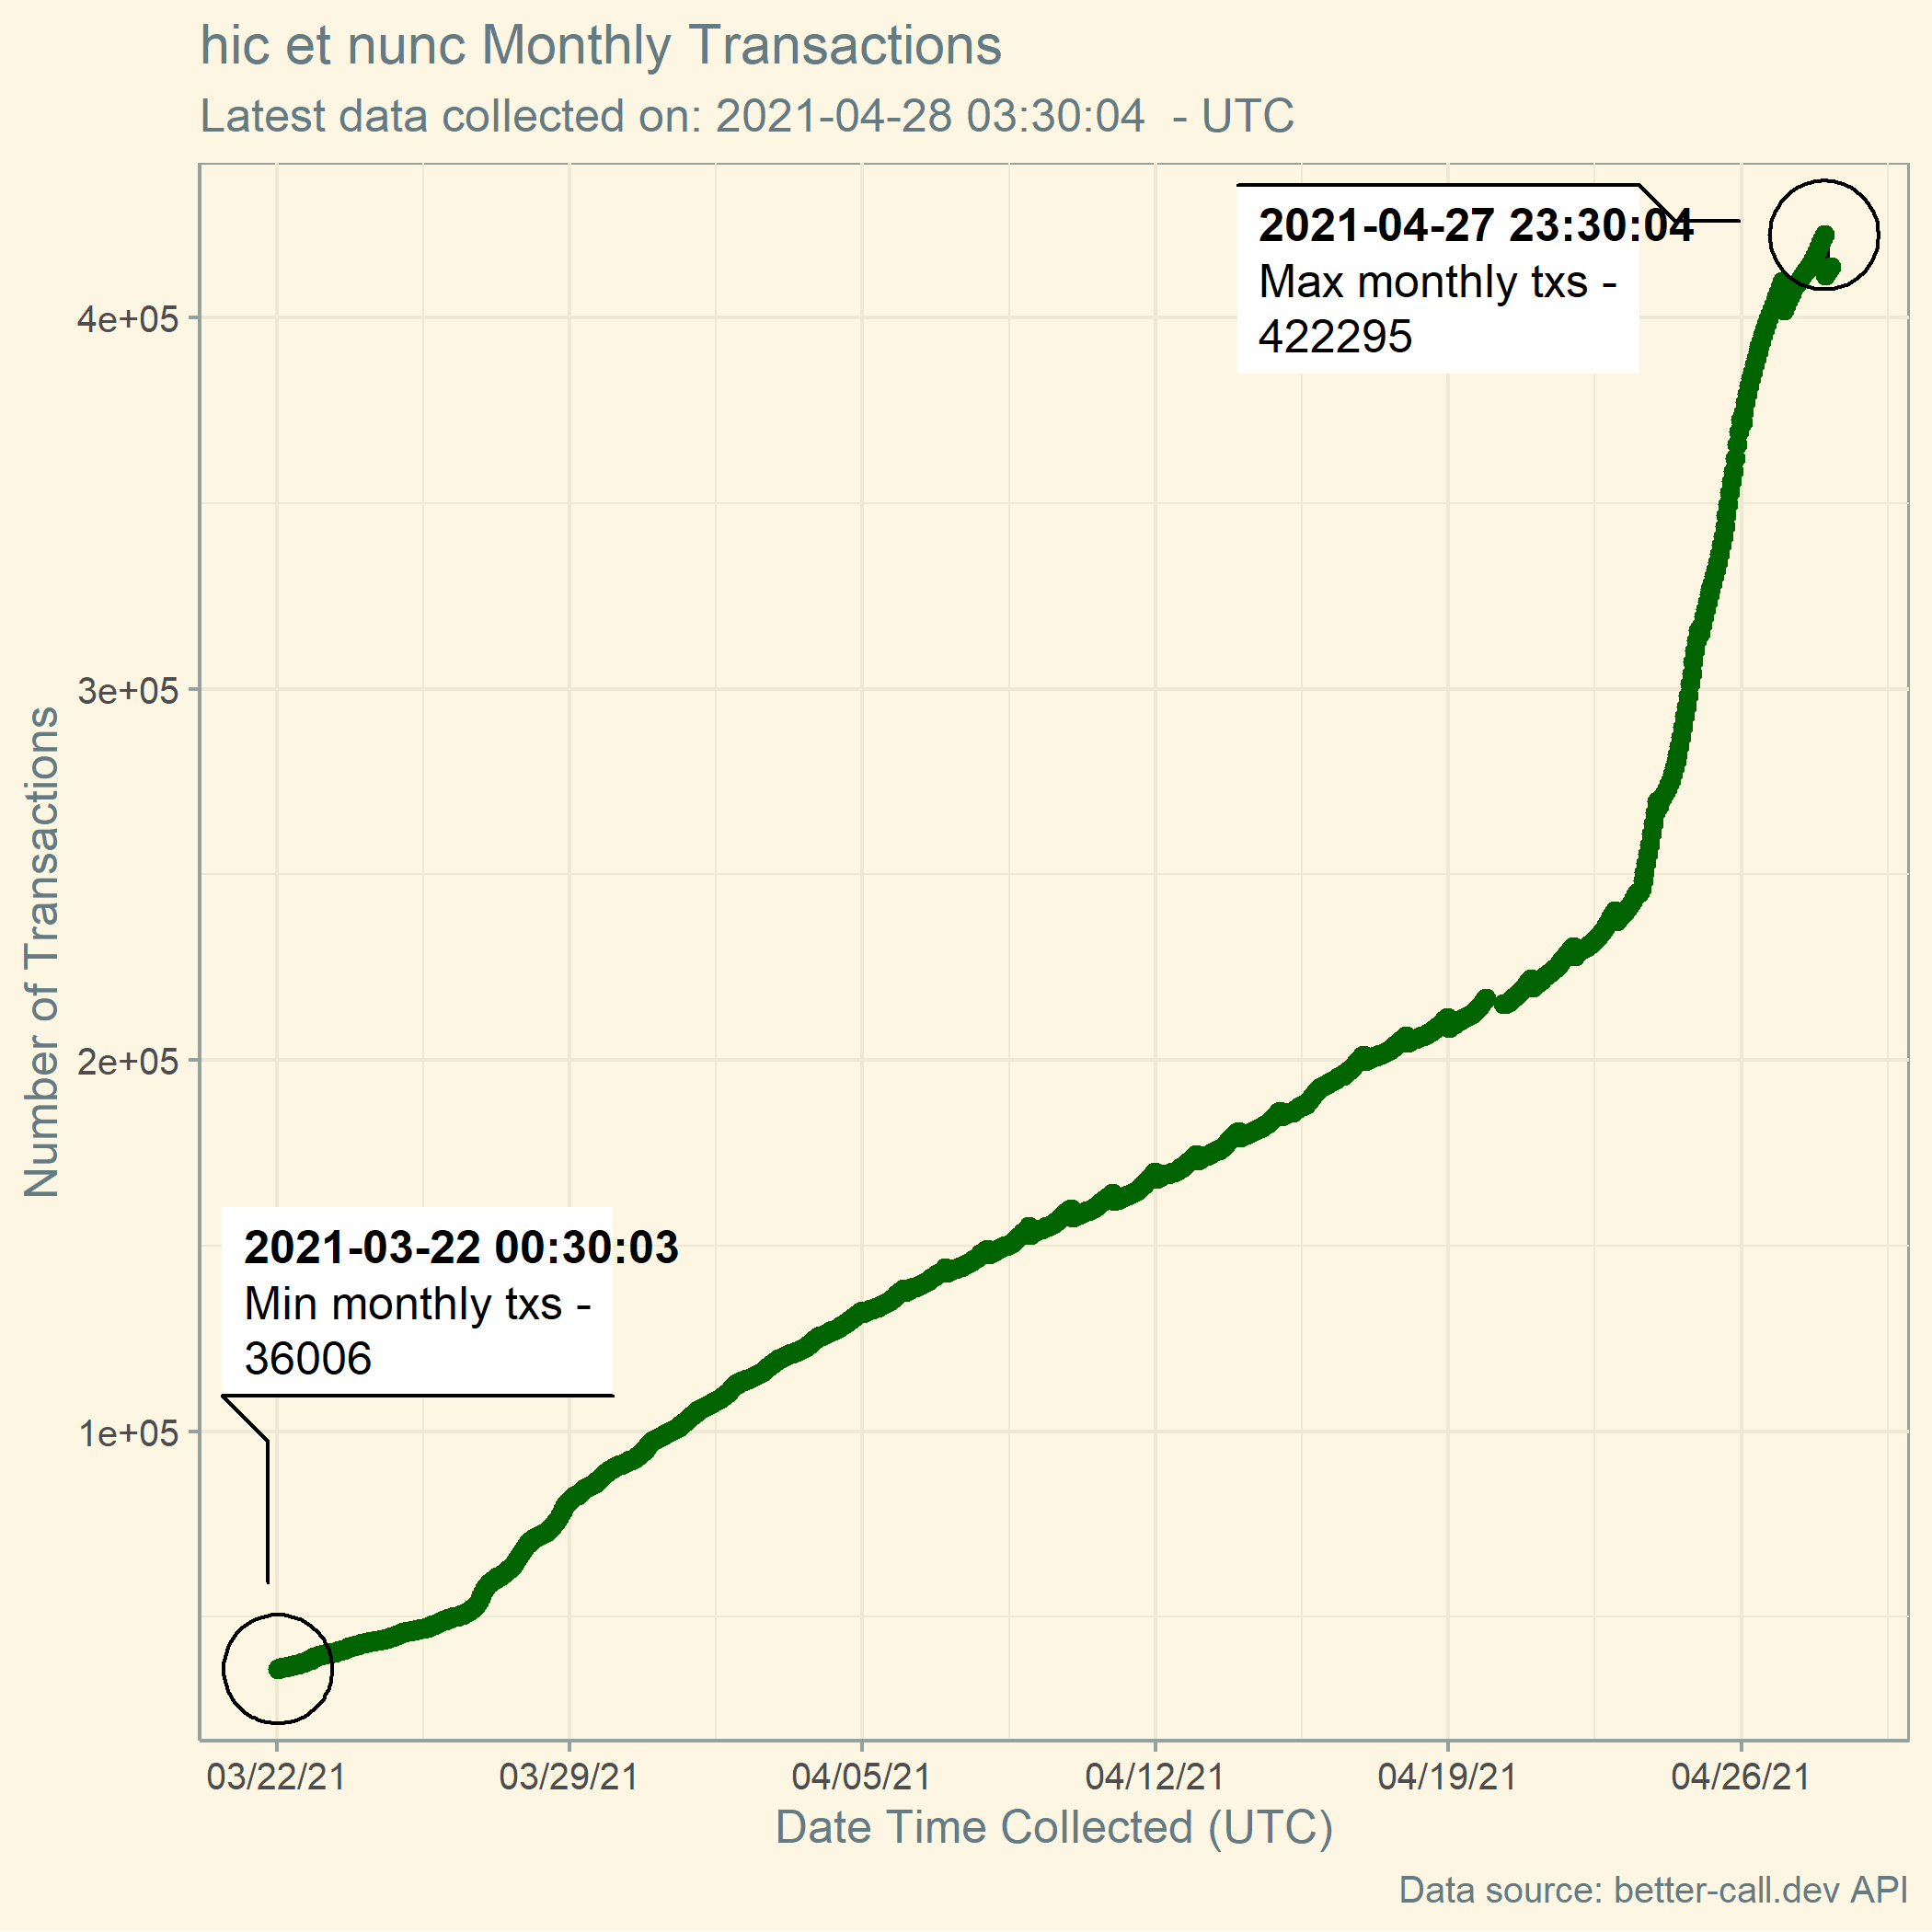 hic et nunc Monthly Transactions
Latest data collected on: 2021-04-28 03:30:04  - UTC
2021-04-27 23:30:04
Max monthly txs -
422295
4e+05
3e+05
2e+05
1e+05
Number of Transactions
2021-03-22 00:30:03
Min monthly txs -
36006
03/22/21
03/29/21
04/05/21
04/12/21
04/19/21
04/26/21
Date Time Collected (UTC)
Data source: better-call.dev API